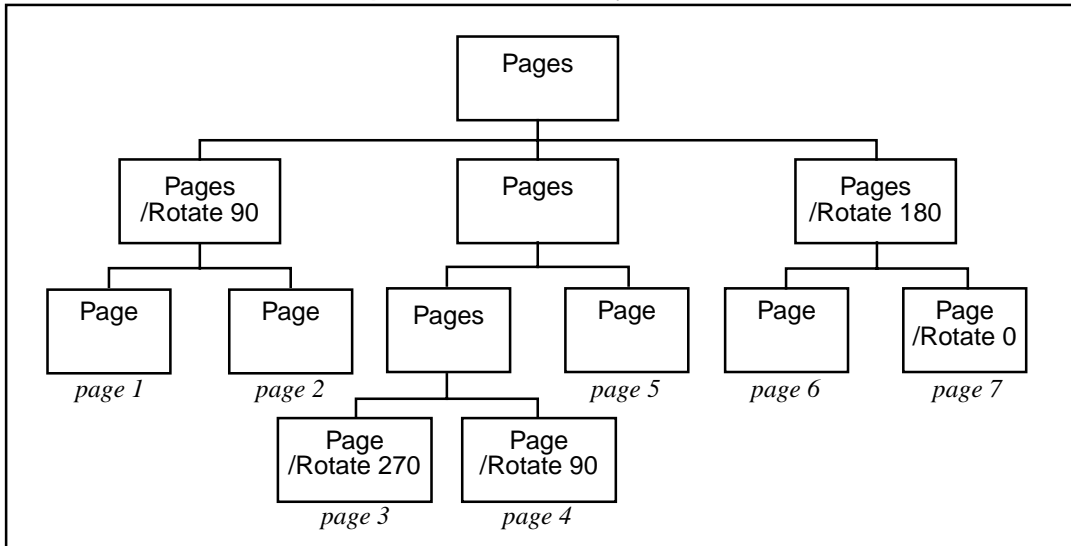 Pages
Pages
/Rotate 90
Pages
Pages
/Rotate 180
Page
Page
Pages
Page
Page
Page
/Rotate 0
page 1
page 2
page 5
page 6
page 7
Page
/Rotate 270
Page
/Rotate 90
page 3
page 4